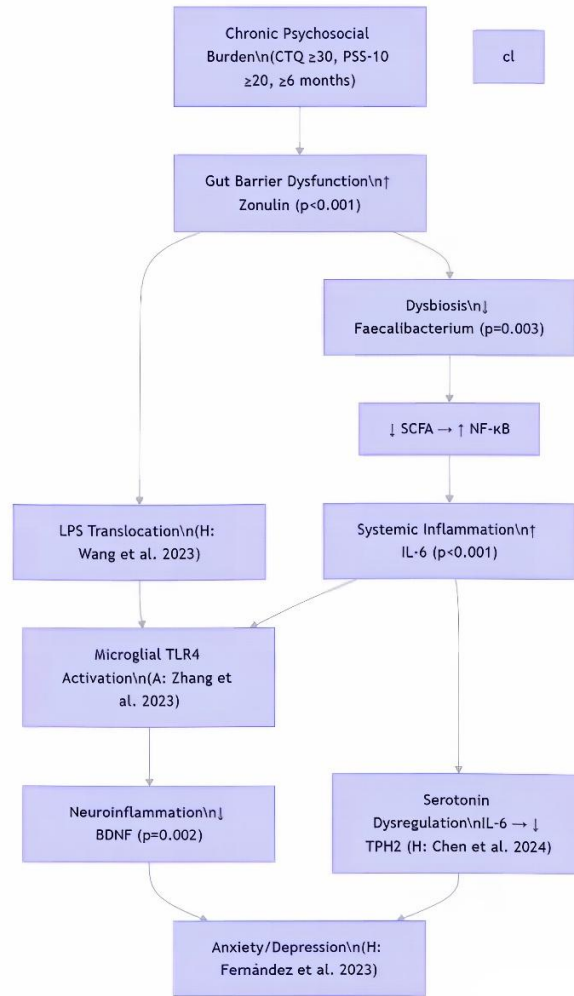 Chronic Psychosocial
Burden\n(CTQ ≥30, PSS-10
≥20, ≥6 months)
cl
Gut Barrier Dysfunction\n↑
Zonulin (p<0.001)
Dysbiosis\n↓
Faecalibacterium (p=0.003)
↓ SCFA → ↑ NF-κB
LPS Translocation\n(H:
Wang et al. 2023)
Systemic Inflammation\n↑
IL-6 (p<0.001)
Microglial TLR4
Activation\n(A: Zhang et
al. 2023)
Neuroinflammation\n↓
BDNF (p=0.002)
Serotonin
Dysregulation\nIL-6 → ↓
TPH2 (H: Chen et al. 2024)
Anxiety/Depression\n(H:
Fernández et al. 2023)